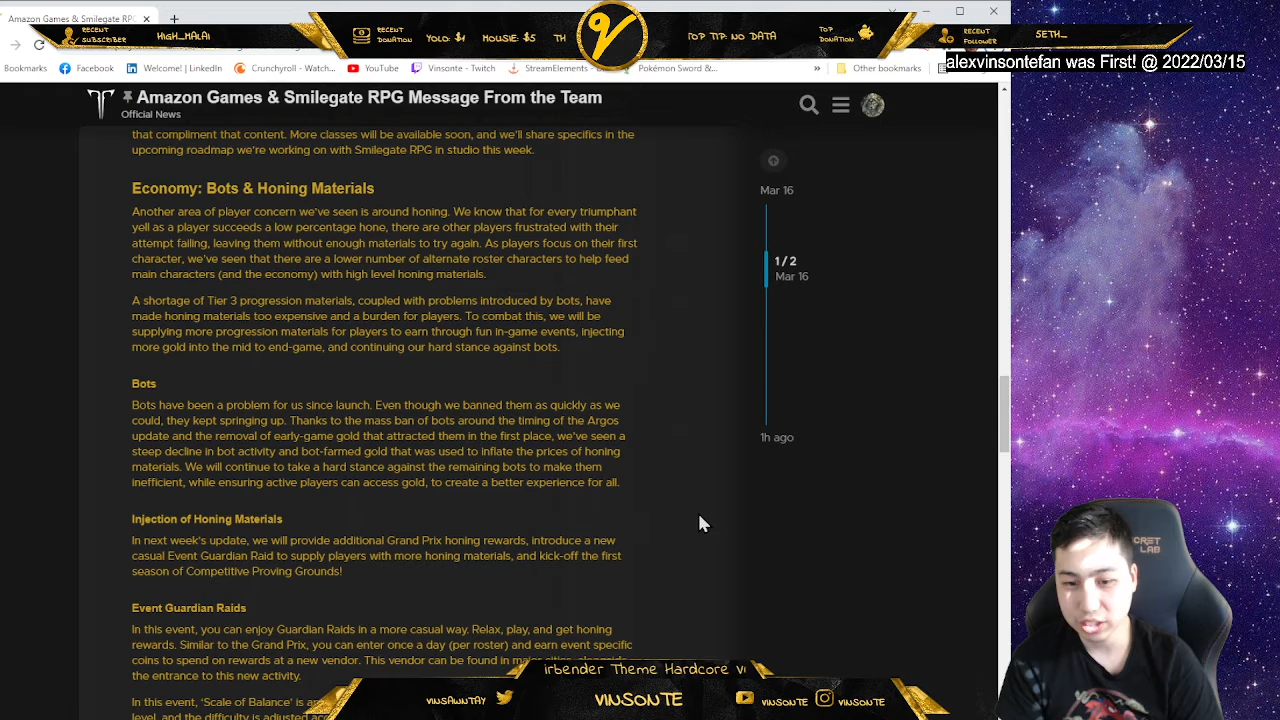 Amazon Games & Smilegate RPG
RECENT SUBSCRIBER
HIGH_MALAI
RECENT DONATION
YOLO: $1 MOUSIE: $5 TH
TOP TIP: NO DATA
TOP DONATION
RECENT FOLLOWER
SETH_
alexvinsontefan was First! @ 2022/03/15
Bookmarks Facebook Welcome! | LinkedIn Crunchyroll - Watch... YouTube Vinsonte - Twitch StreamElements - Pokémon Sword &... » Other bookmarks
Amazon Games & Smilegate RPG Message From the Team
Official News
that compliment that content. More classes will be available soon, and we'll share specifics in the
upcoming roadmap we're working on with Smilegate RPG in studio this week.
Economy: Bots & Honing Materials
Another area of player concern we've seen is around honing. We know that for every triumphant
yell as a player succeeds a low percentage hone, there are other players frustrated with their
attempt failing, leaving them without enough materials to try again. As players focus on their first
character, we've seen that there are a lower number of alternate roster characters to help feed
main characters (and the economy) with high level honing materials.
A shortage of Tier 3 progression materials, coupled with problems introduced by bots, have
made honing materials too expensive and a burden for players. To combat this, we will be
supplying more progression materials for players to earn through fun in-game events, injecting
more gold into the mid to end-game, and continuing our hard stance against bots.
Bots
Bots have been a problem for us since launch. Even though we banned them as quickly as we
could, they kept springing up. Thanks to the mass ban of bots around the timing of the Argos
update and the removal of early-game gold that attracted them in the first place, we've seen a
steep decline in bot activity and bot-farmed gold that was used to inflate the prices of honing
materials. We will continue to take a hard stance against the remaining bots to make them
inefficient, while ensuring active players can access gold, to create a better experience for all.
Injection of Honing Materials
In next week's update, we will provide additional Grand Prix honing rewards, introduce a new
casual Event Guardian Raid to supply players with more honing materials, and kick-off the first
season of Competitive Proving Grounds!
Event Guardian Raids
In this event, you can enjoy Guardian Raids in a more casual way. Relax, play, and get honing
rewards. Similar to the Grand Prix, you can enter once a day (per roster) and earn event specific
coins to spend on rewards at a new vendor. This vendor can be found in major cities, alongside
the entrance to this new activity.
In this event, 'Scale of Balance' is
level, and the difficulty is adjusted
Mar 16
1 / 2
Mar 16
1h ago
CRET
LAB
irbender Theme Hardcore
VINSAWNTAY
VINSONTE
VINSONTE
VINSONTE